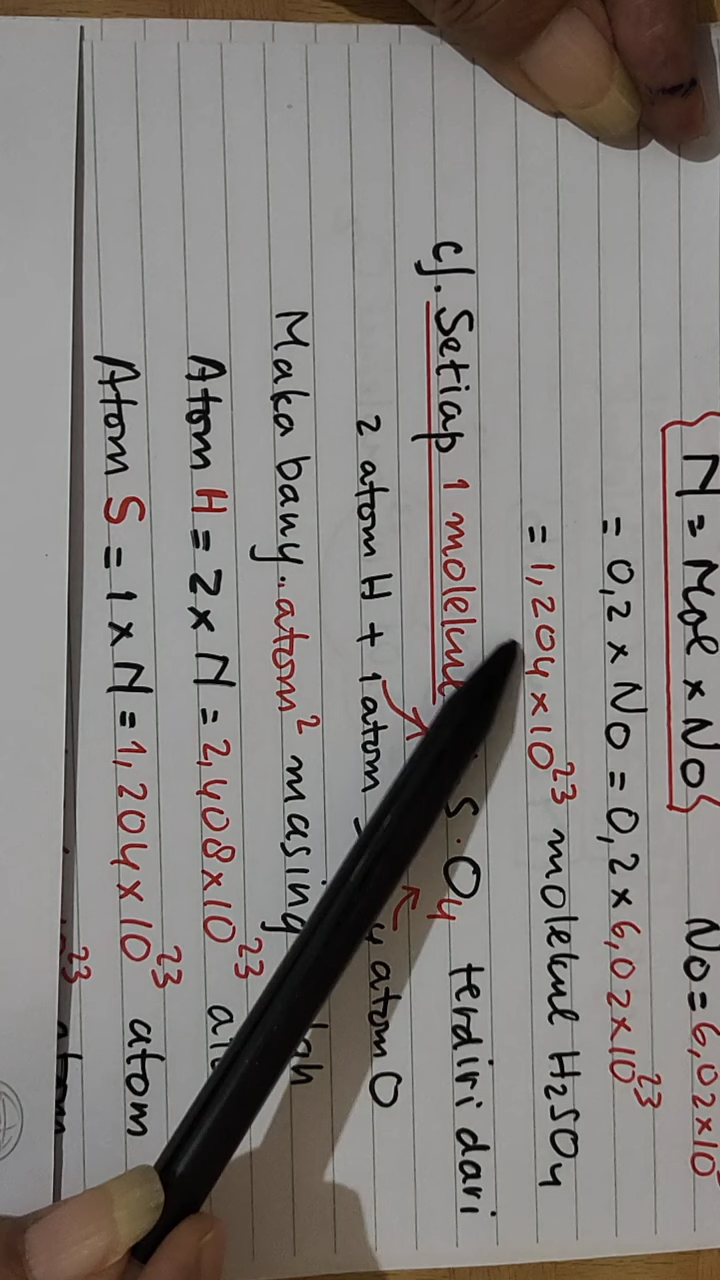 N = Mol x No No = 6,02 x 10
= 0,2 x No = 0,2 x 6,02 x 10²³
= 1,204 x 10²³ molekul H₂SO₄
c). Setiap 1 molekul S.O₄ terdiri dari
2 atom H + 1 atom 4 atom O
Maka bany. atom² masing
Atom H = 2 x N = 2,408 x 10²³
Atom S = 1 x N = 1,204 x 10²³ atom
²³ atom